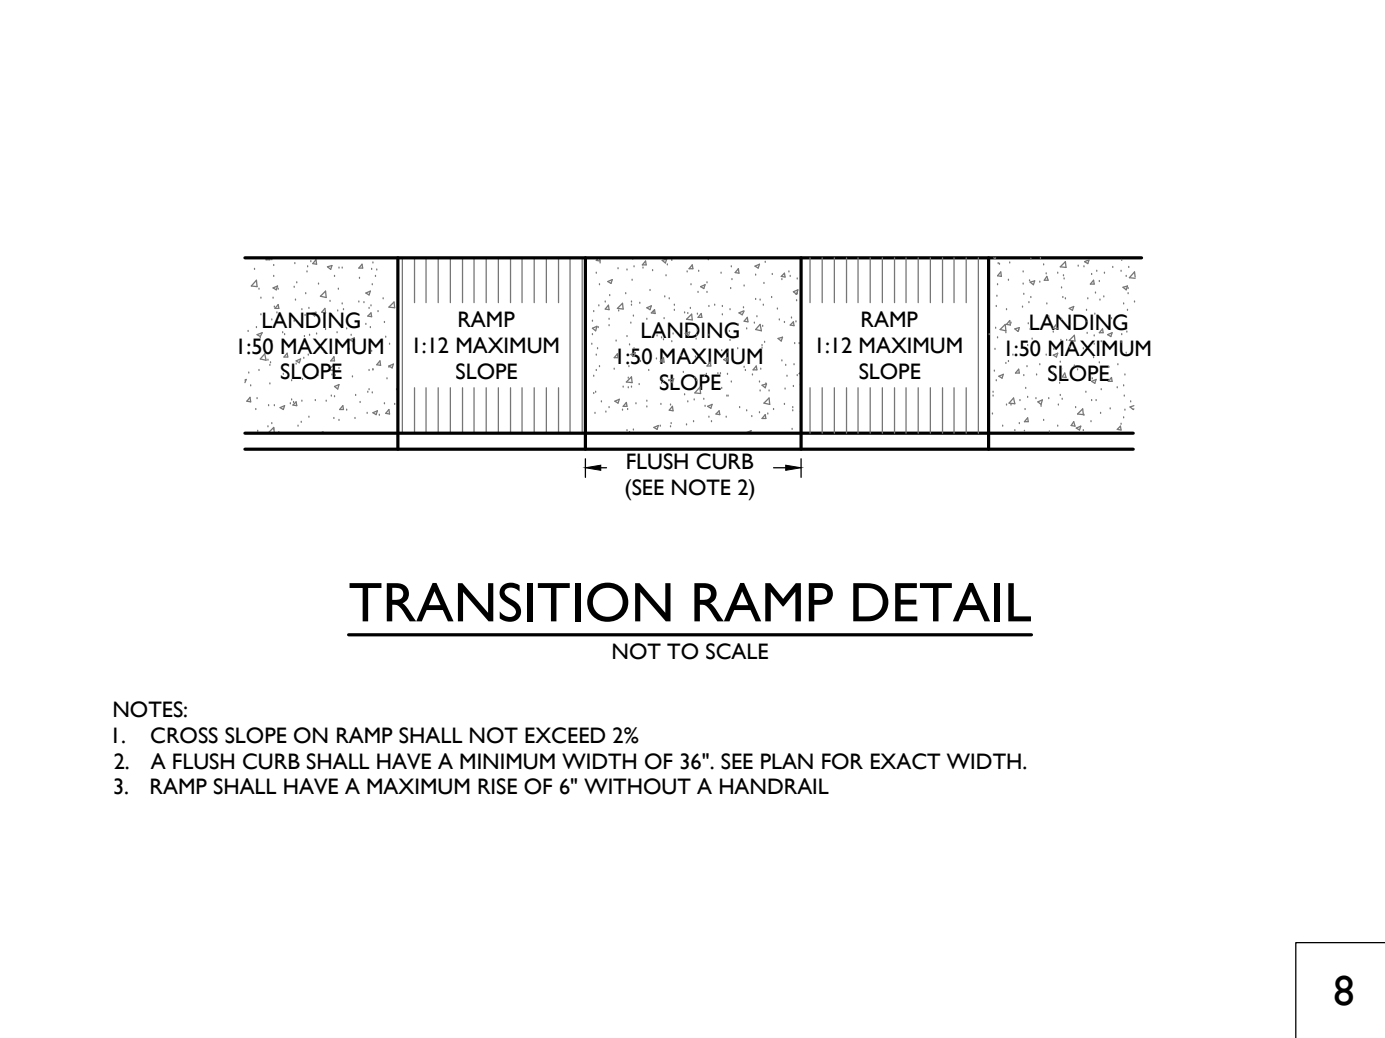 LANDING
1:50 MAXIMUM
SLOPE
RAMP
1:12 MAXIMUM
SLOPE
LANDING
1:50 MAXIMUM
SLOPE
RAMP
1:12 MAXIMUM
SLOPE
LANDING
1:50 MAXIMUM
SLOPE
FLUSH CURB
(SEE NOTE 2)
TRANSITION RAMP DETAIL
NOT TO SCALE
NOTES:
1. CROSS SLOPE ON RAMP SHALL NOT EXCEED 2%
2. A FLUSH CURB SHALL HAVE A MINIMUM WIDTH OF 36". SEE PLAN FOR EXACT WIDTH.
3. RAMP SHALL HAVE A MAXIMUM RISE OF 6" WITHOUT A HANDRAIL
8